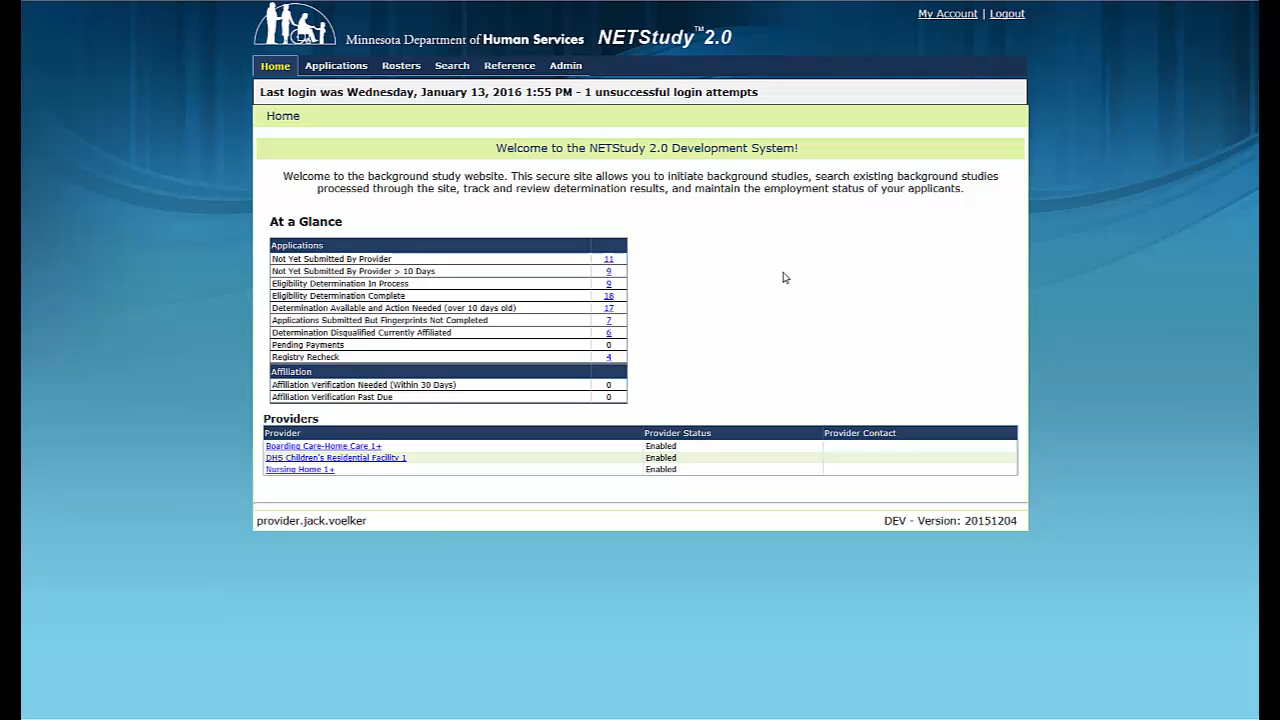 My Account | Logout
Minnesota Department of Human Services NETStudy™2.0
Home Applications Rosters Search Reference Admin
Last login was Wednesday, January 13, 2016 1:55 PM - 1 unsuccessful login attempts
Home
Welcome to the NETStudy 2.0 Development System!
Welcome to the background study website. This secure site allows you to initiate background studies, search existing background studies
processed through the site, track and review determination results, and maintain the employment status of your applicants.
At a Glance
Applications
Not Yet Submitted By Provider 11
Not Yet Submitted By Provider > 10 Days 9
Eligibility Determination In Process 9
Eligibility Determination Complete 18
Determination Available and Action Needed (over 10 days old) 17
Applications Submitted But Fingerprints Not Completed 7
Determination Disqualified Currently Affiliated 6
Pending Payments 0
Registry Recheck 4
Affiliation
Affiliation Verification Needed (Within 30 Days) 0
Affiliation Verification Past Due 0
Providers
Provider Provider Status Provider Contact
Boarding Care-Home Care 1+ Enabled
DHS Children's Residential Facility 1 Enabled
Nursing Home 1+ Enabled
provider.jack.voelker DEV - Version: 20151204